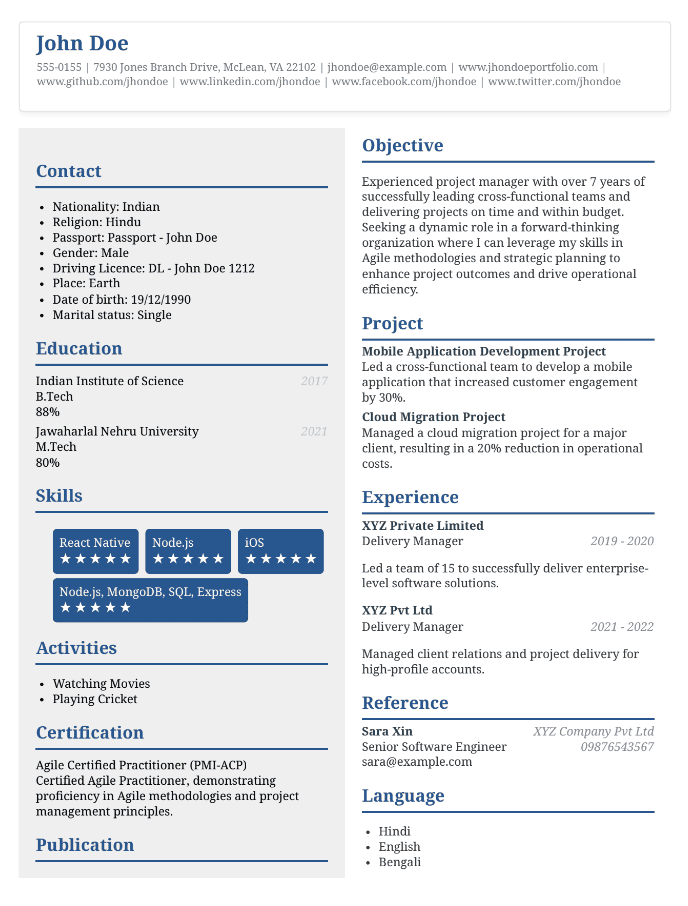 John Doe
555-0155 | 7930 Jones Branch Drive, McLean, VA 22102 | jhondoe@example.com | www.jhondoeportfolio.com |
www.github.com/jhondoe | www.linkedin.com/jhondoe | www.facebook.com/jhondoe | www.twitter.com/jhondoe
Contact
• Nationality: Indian
• Religion: Hindu
• Passport: Passport - John Doe
• Gender: Male
• Driving Licence: DL - John Doe 1212
• Place: Earth
• Date of birth: 19/12/1990
• Marital status: Single
Education
Indian Institute of Science 2017
B.Tech
88%
Jawaharlal Nehru University 2021
M.Tech
80%
Skills
React Native Node.js iOS
★★★★★ ★★★★★ ★★★★★
Node.js, MongoDB, SQL, Express
★★★★★
Activities
• Watching Movies
• Playing Cricket
Certification
Agile Certified Practitioner (PMI-ACP)
Certified Agile Practitioner, demonstrating
proficiency in Agile methodologies and project
management principles.
Publication
Objective
Experienced project manager with over 7 years of
successfully leading cross-functional teams and
delivering projects on time and within budget.
Seeking a dynamic role in a forward-thinking
organization where I can leverage my skills in
Agile methodologies and strategic planning to
enhance project outcomes and drive operational
efficiency.
Project
Mobile Application Development Project
Led a cross-functional team to develop a mobile
application that increased customer engagement
by 30%.
Cloud Migration Project
Managed a cloud migration project for a major
client, resulting in a 20% reduction in operational
costs.
Experience
XYZ Private Limited
Delivery Manager 2019 - 2020
Led a team of 15 to successfully deliver enterprise-
level software solutions.
XYZ Pvt Ltd
Delivery Manager 2021 - 2022
Managed client relations and project delivery for
high-profile accounts.
Reference
Sara Xin XYZ Company Pvt Ltd
Senior Software Engineer 09876543567
sara@example.com
Language
• Hindi
• English
• Bengali